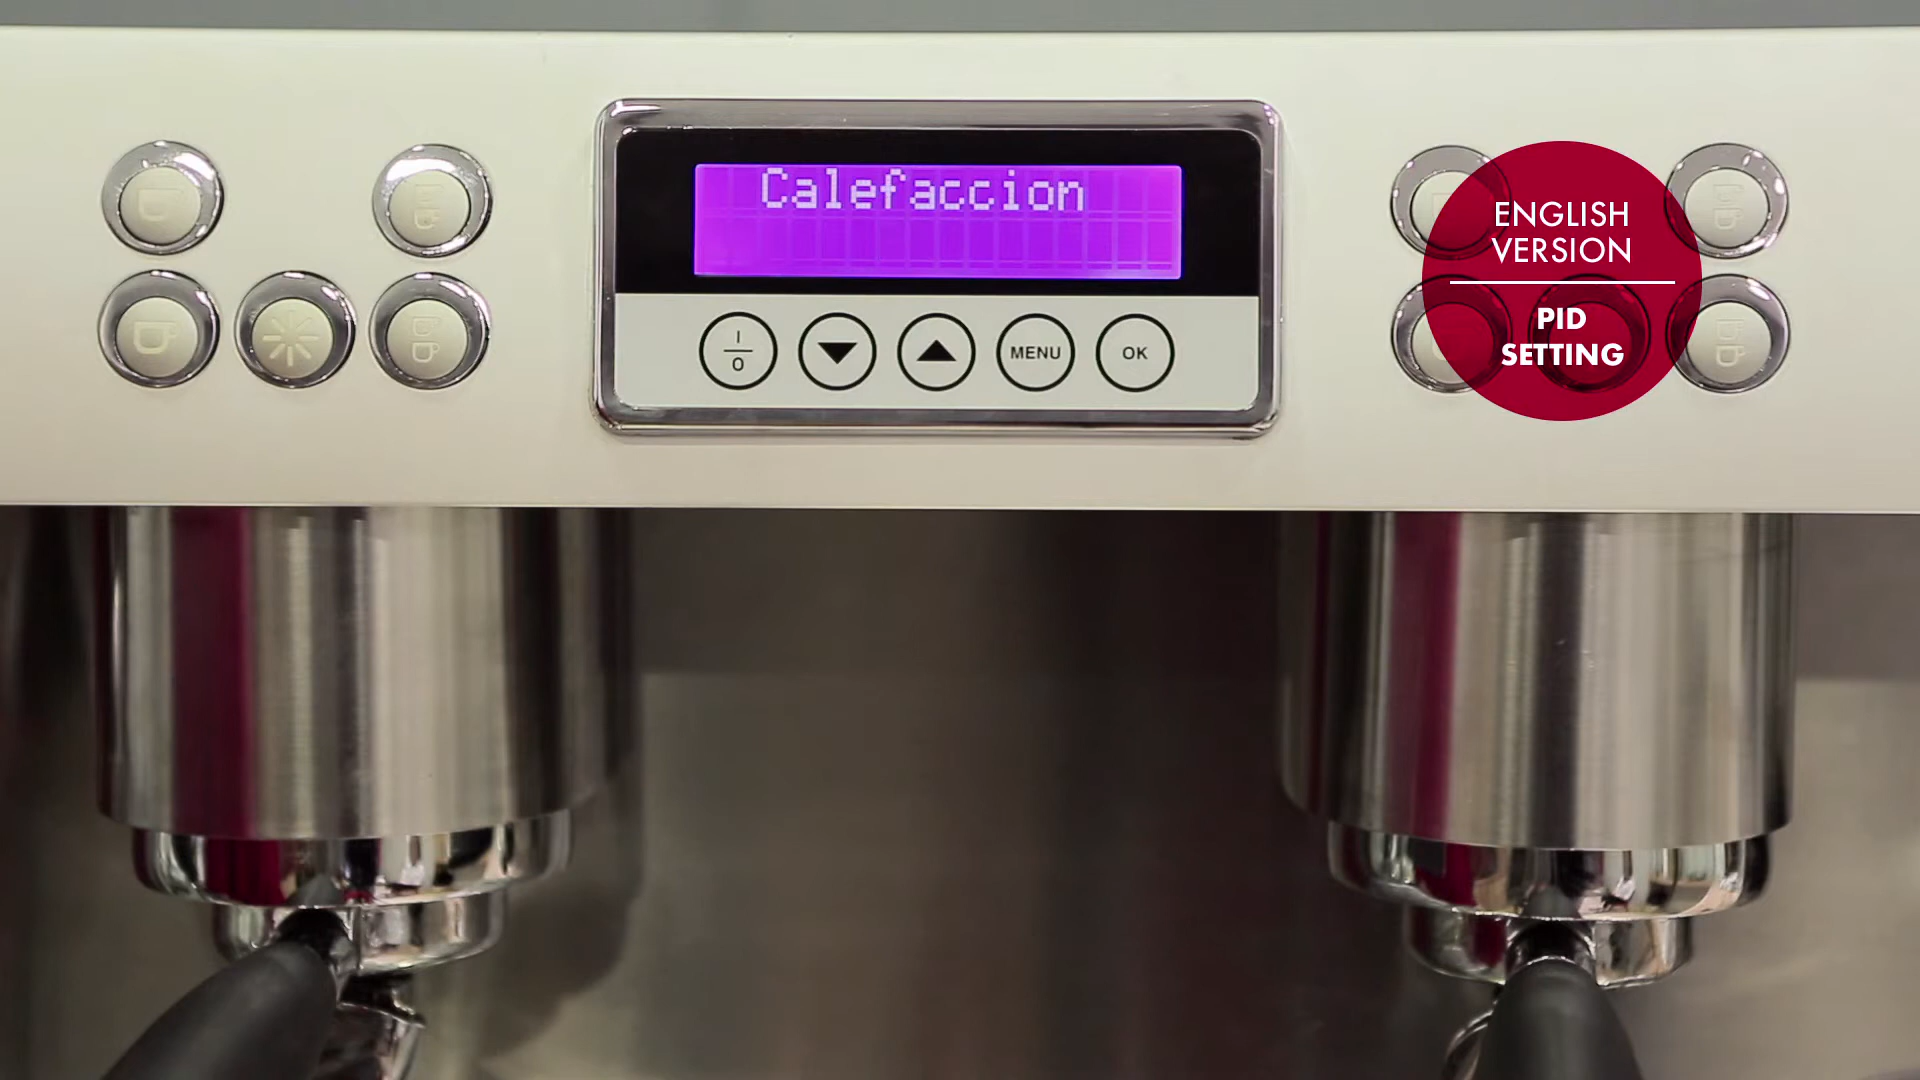 Calefaccion
I
0
MENU
OK
ENGLISH
VERSION
PID
SETTING